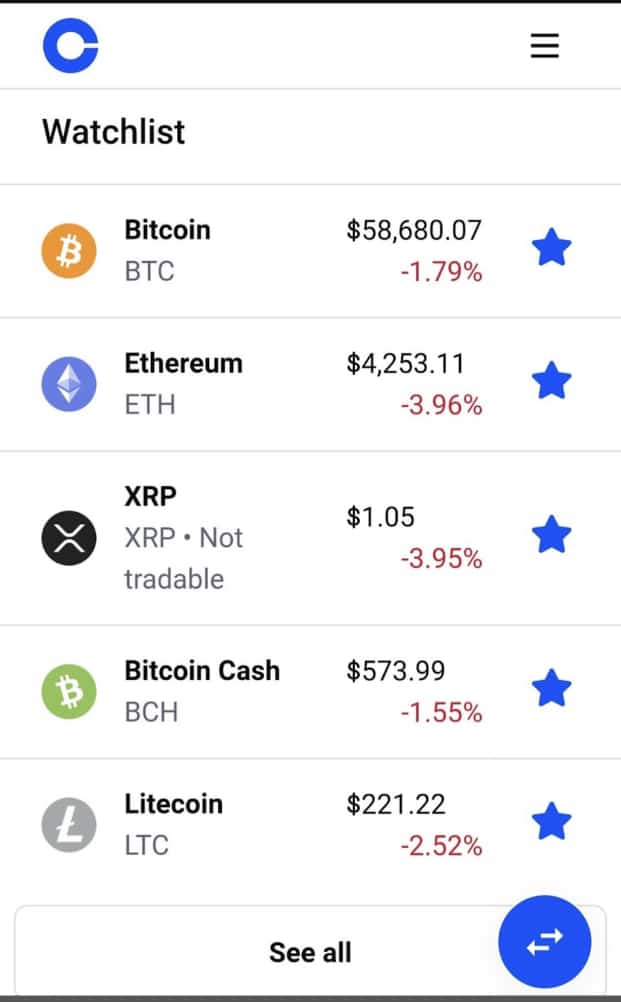 Watchlist
Bitcoin
$58,680.07
BTC
-1.79%
Ethereum
$4,253.11
ETH
-3.96%
XRP
$1.05
XRP • Not
-3.95%
tradable
Bitcoin Cash
$573.99
BCH
-1.55%
Litecoin
$221.22
LTC
-2.52%
See all